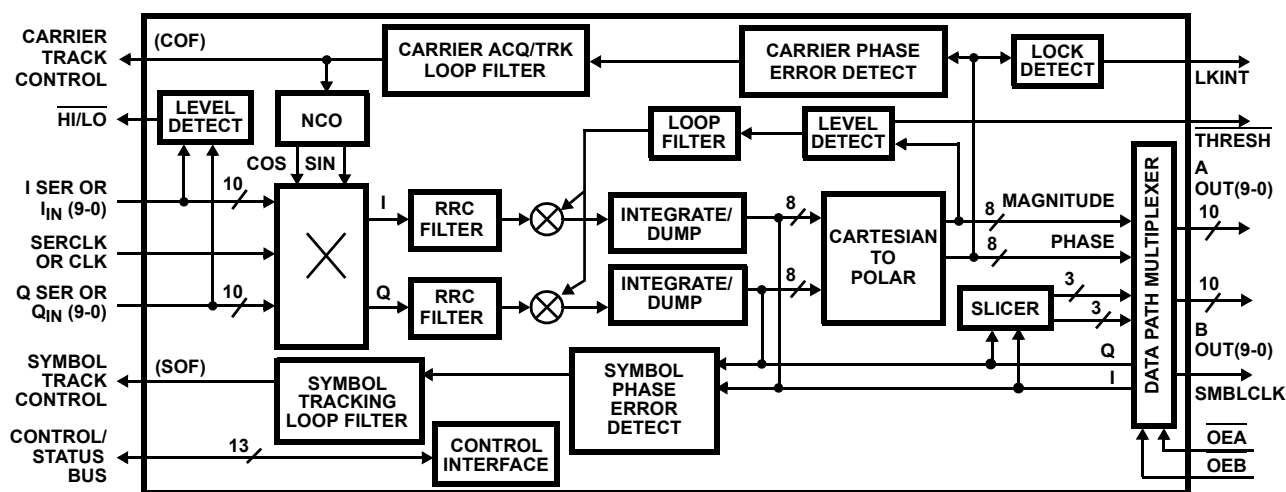 CARRIER
TRACK
CONTROL
(COF)
CARRIER ACQ/TRK
LOOP FILTER
CARRIER PHASE
ERROR DETECT
LOCK
DETECT
LKINT
HI/LO
LEVEL
DETECT
NCO
LOOP
FILTER
LEVEL
DETECT
THRESH
COS
SIN
I SER OR
I_IN (9-0)
10
I
RRC
FILTER
INTEGRATE/
DUMP
8
CARTESIAN
TO
POLAR
8
MAGNITUDE
8
PHASE
DATA PATH MULTIPLEXER
A
OUT(9-0)
10
SERCLK
OR CLK
Q SER OR
Q_IN (9-0)
10
Q
RRC
FILTER
INTEGRATE/
DUMP
8
SLICER
3
3
10
B
OUT(9-0)
SYMBOL
TRACK
CONTROL
(SOF)
SYMBOL
TRACKING
LOOP FILTER
SYMBOL
PHASE
ERROR
DETECT
Q
I
SMBLCLK
CONTROL/
STATUS
BUS
13
CONTROL
INTERFACE
OEA
OEB